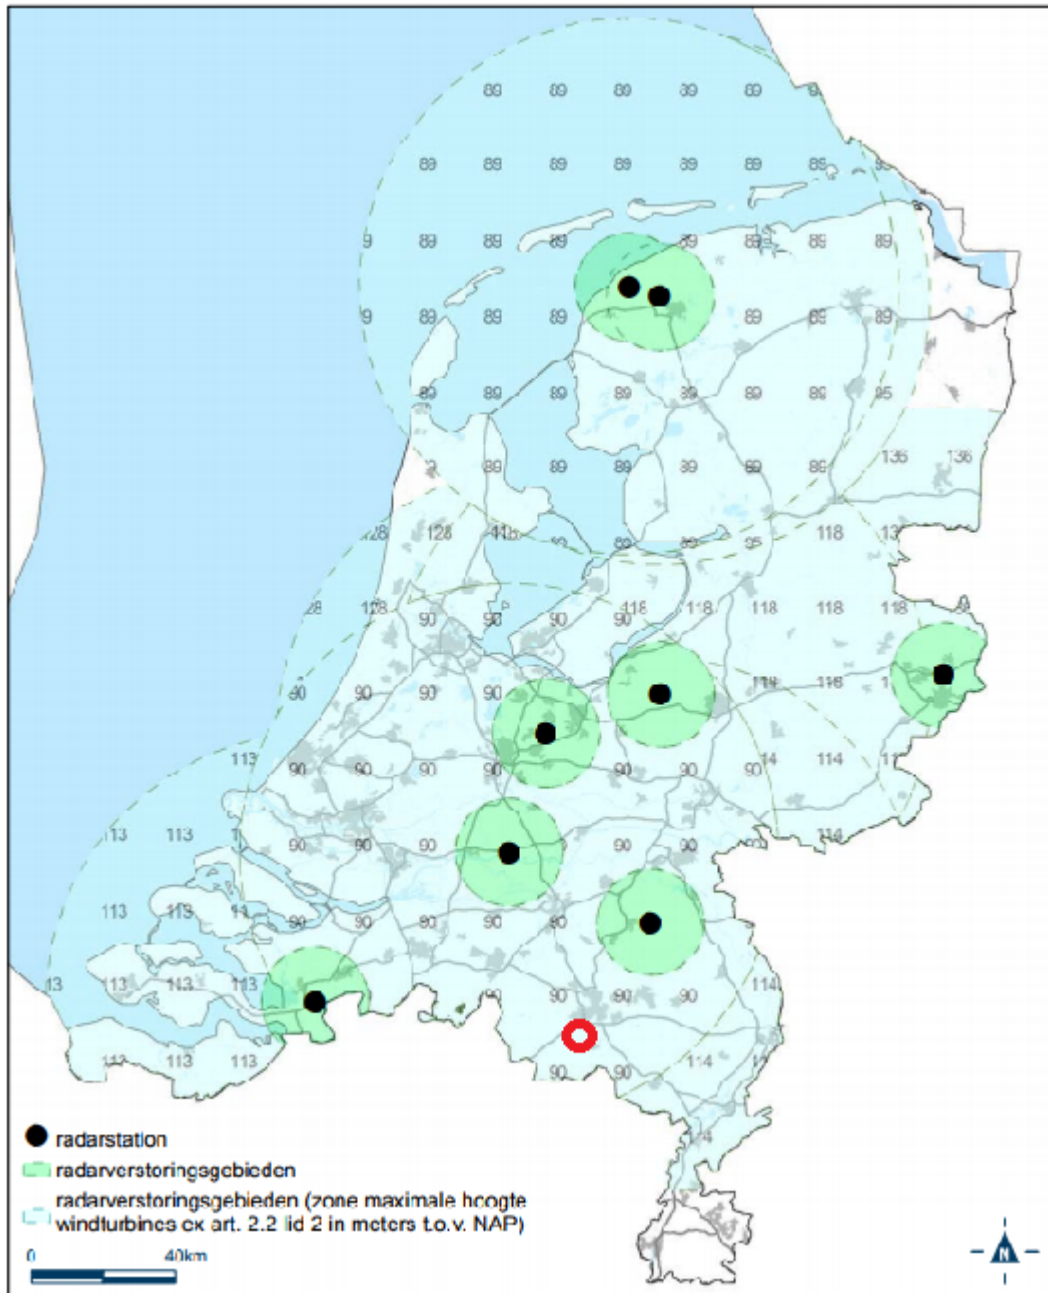 89 89 89 89 89
89 89 89 89 89 89
89 89 89 89 89 89 89
89 89 89 89 89 89 89
89 89 89 89 89 89 89
89 89 89 89 89 89
136 136
128 128 118 89 89 118
128 118 118 118 118 118
90 90 90 90
90 90 90 90 114 118
113 90 90 90 90 90 90 90 114
113 113 90 90 90 90 90 114
113 113 90 90 90 90 90
113 113 113 90 90 90 114
113 113 113 90 90 114
radarstation
radarverstoringsgebieden
radarverstoringsgebieden (zone maximale hoogte
windturbines ex art. 2.2 lid 2 in meters t.o.v. NAP)
0 40km
N